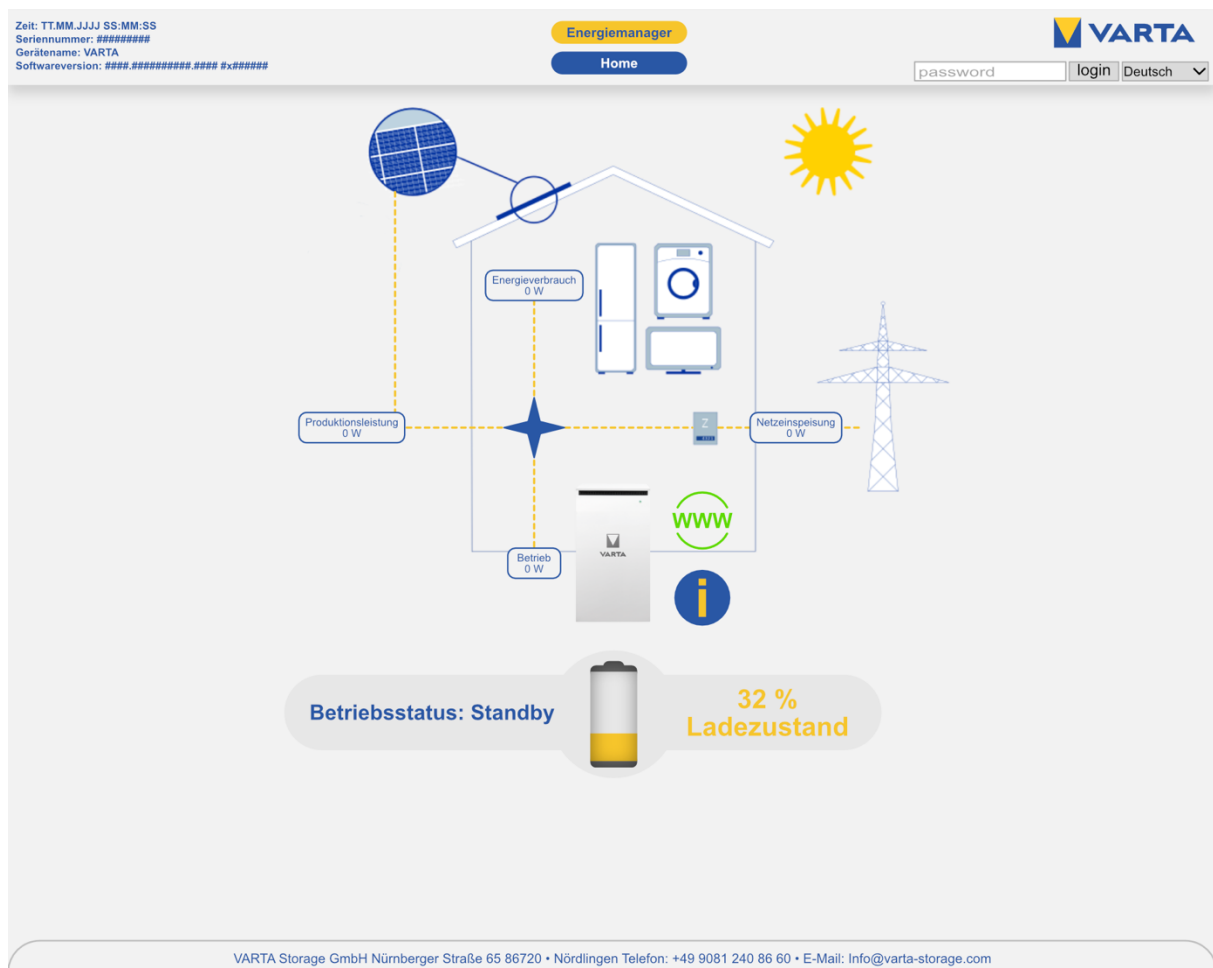 Zeit: TT.MM.JJJJ SS:MM:SS
Seriennummer: #########
Gerätename: VARTA
Softwareversion: ####.##########.#### #x######
Energiemanager
Home
VARTA
password
login
Deutsch
Energieverbrauch
0 W
Produktionsleistung
0 W
Z
Netzeinspeisung
0 W
www
VARTA
Betrieb
0 W
i
Betriebsstatus: Standby
32 %
Ladezustand
VARTA Storage GmbH Nürnberger Straße 65 86720 • Nördlingen Telefon: +49 9081 240 86 60 • E-Mail: Info@varta-storage.com